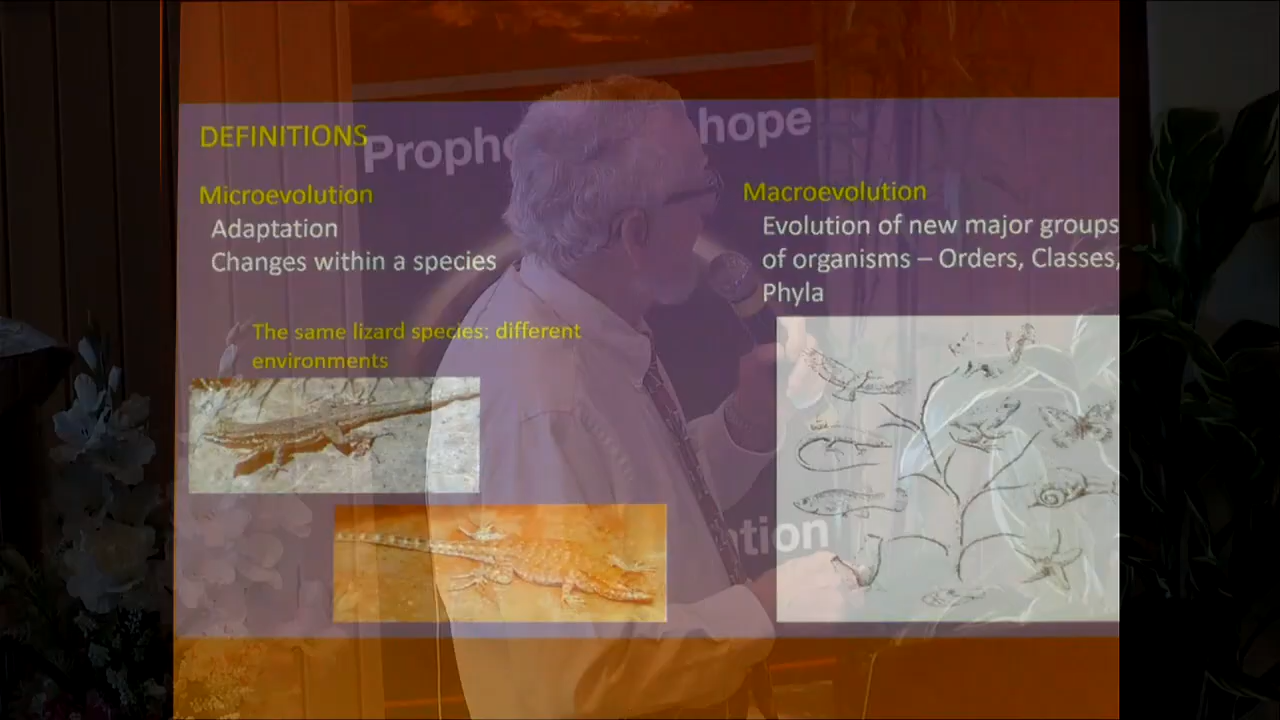 DEFINITIONS
hope
Microevolution
Adaptation
Changes within a species
The same lizard species: different
environments
Macroevolution
Evolution of new major groups
of organisms – Orders, Classes,
Phyla